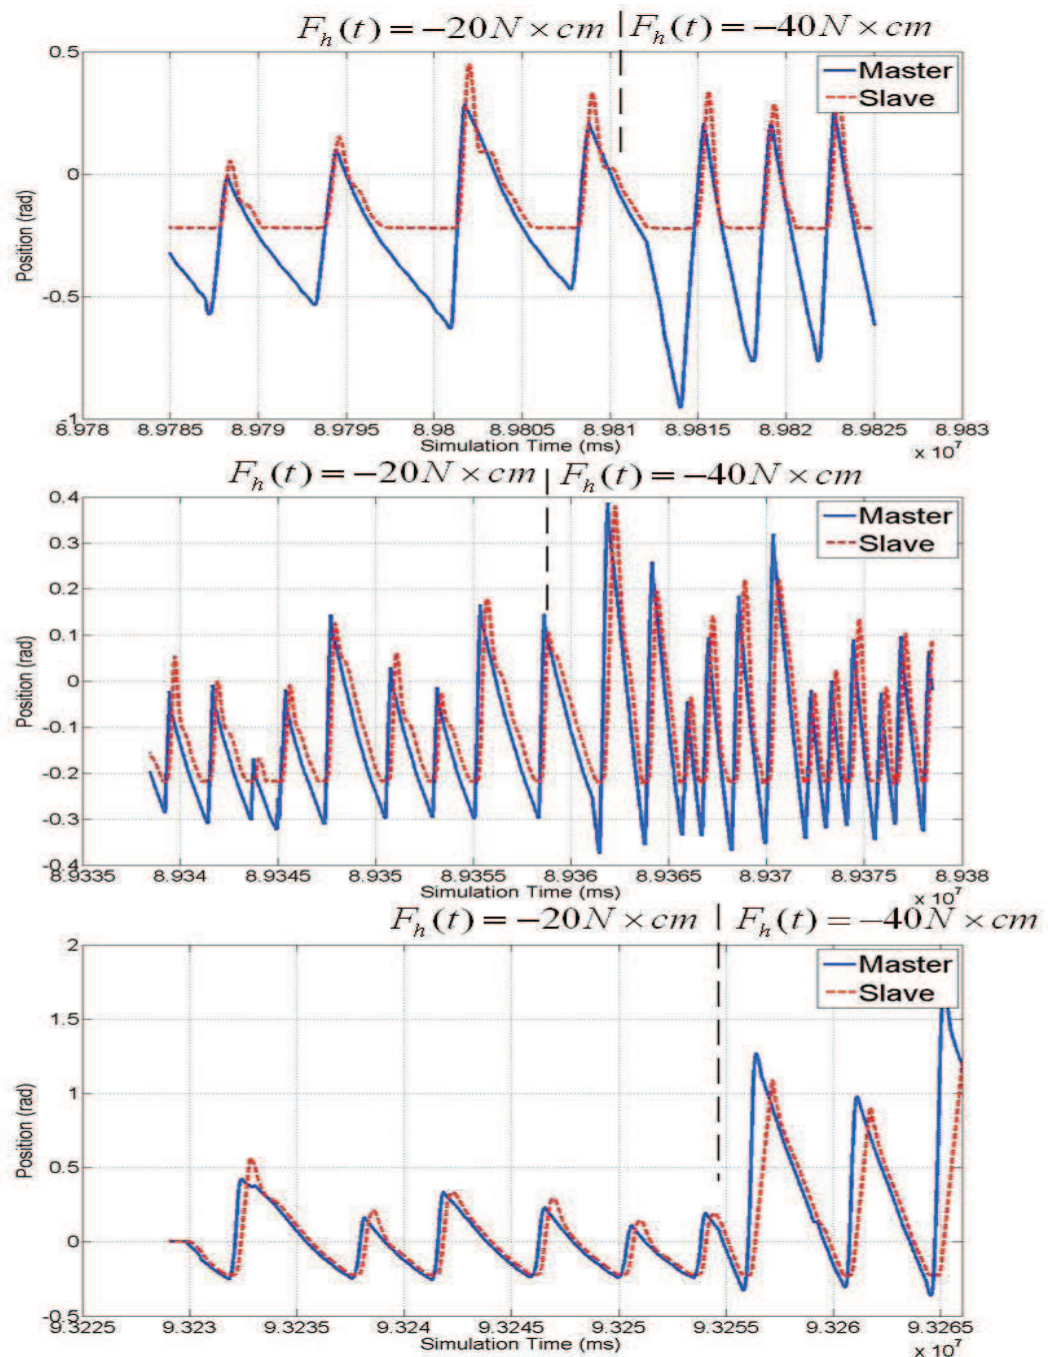 F_h(t) = −20N × cm F_h(t) = −40N × cm
0.5
Master
Slave
0
Position (rad)
-0.5
-1
8.978 8.9785 8.979 8.9795 8.98 8.9805 8.981 8.9815 8.982 8.9825 8.983
Simulation Time (ms)
× 10^7
F_h(t) = −20N × cm F_h(t) = −40N × cm
0.4
Master
Slave
0.3
0.2
0.1
0
Position (rad)
-0.1
-0.2
-0.3
-0.4
8.9335 8.934 8.9345 8.935 8.9355 8.936 8.9365 8.937 8.9375 8.938
Simulation Time (ms)
× 10^7
F_h(t) = −20N × cm F_h(t) = −40N × cm
2
Master
Slave
1.5
1
Position (rad)
0.5
0
-0.5
9.3225 9.323 9.3235 9.324 9.3245 9.325 9.3255 9.326 9.3265
Simulation Time (ms)
× 10^7